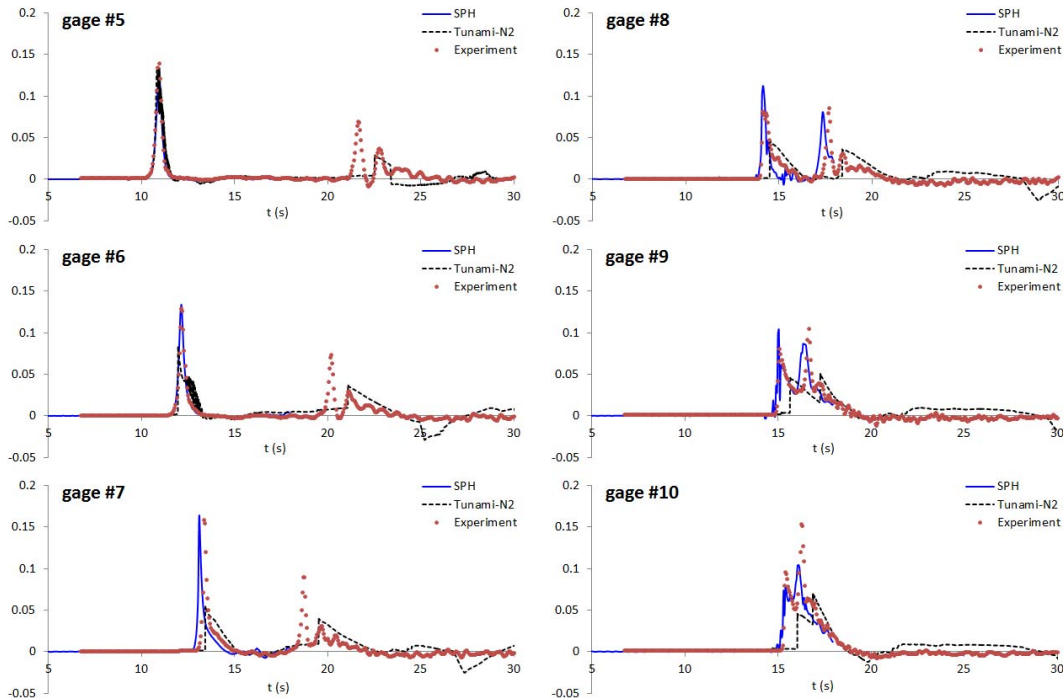 gage #5
SPH
Tunami-N2
Experiment
0.2
0.15
0.1
0.05
0
-0.05
5 10 15 20 25 30
t (s)
gage #8
SPH
Tunami-N2
Experiment
0.2
0.15
0.1
0.05
0
-0.05
5 10 15 20 25 30
t (s)
gage #6
SPH
Tunami-N2
Experiment
0.2
0.15
0.1
0.05
0
-0.05
5 10 15 20 25 30
t (s)
gage #9
SPH
Tunami-N2
Experiment
0.2
0.15
0.1
0.05
0
-0.05
5 10 15 20 25 30
t (s)
gage #7
SPH
Tunami-N2
Experiment
0.2
0.15
0.1
0.05
0
-0.05
5 10 15 20 25 30
t (s)
gage #10
SPH
Tunami-N2
Experiment
0.2
0.15
0.1
0.05
0
-0.05
5 10 15 20 25 30
t (s)